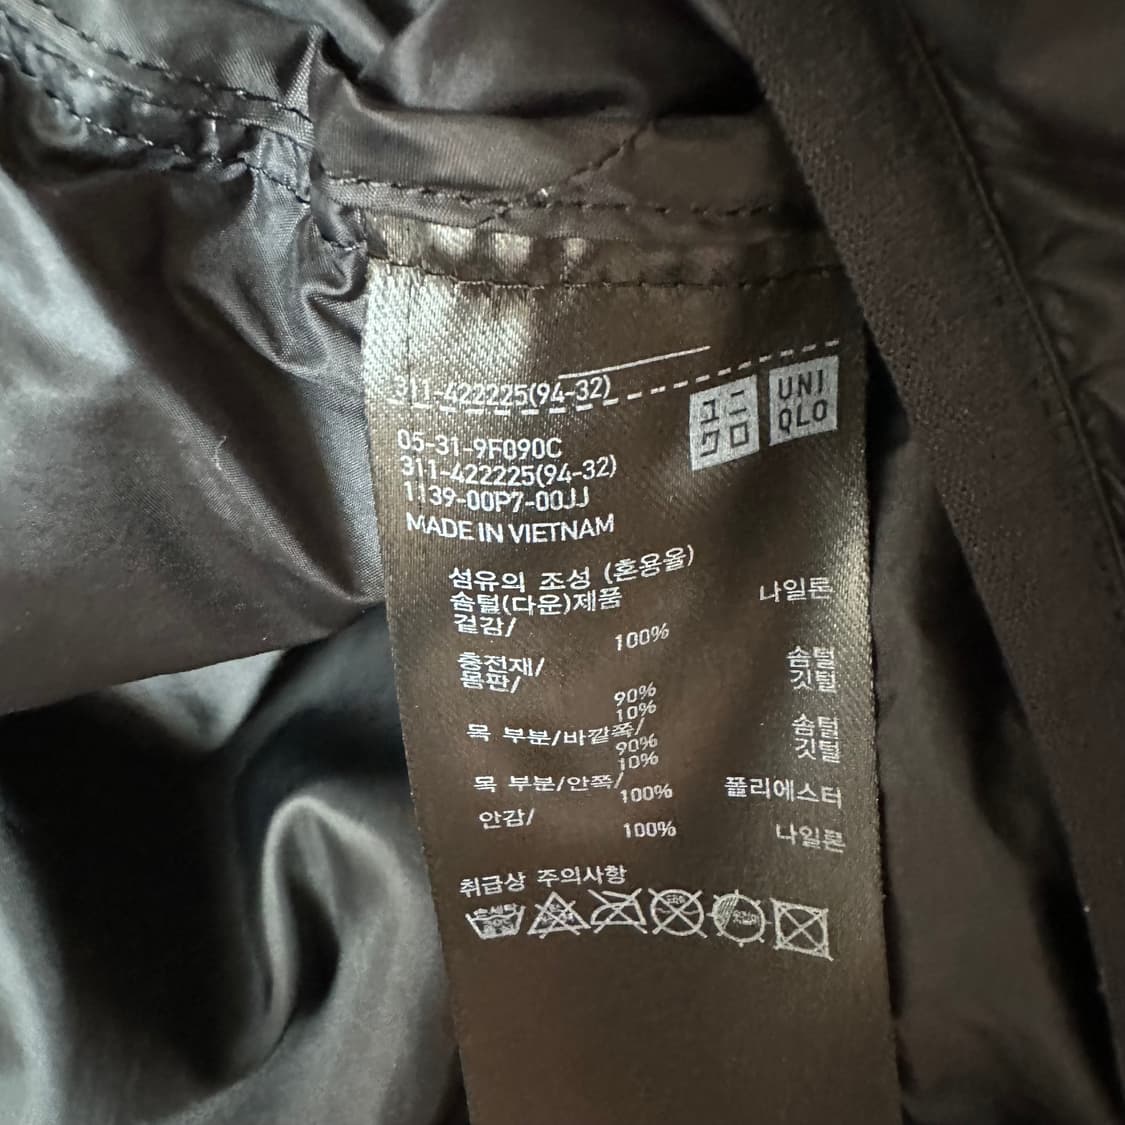 311-422225(94-32)
ユニ
クロ
UNI
QLO
05-31-9F090C
311-422225(94-32)
1139-00P7-00JJ
MADE IN VIETNAM
섬유의 조성 (혼용율)
솜털(다운)제품
겉감/ 100% 나일론
충전재/
몸판/ 90% 솜털
10% 깃털
목 부분/바깥쪽/ 90% 솜털
10% 깃털
목 부분/안쪽/ 100% 폴리에스터
안감/ 100% 나일론
취급상 주의사항
손세탁